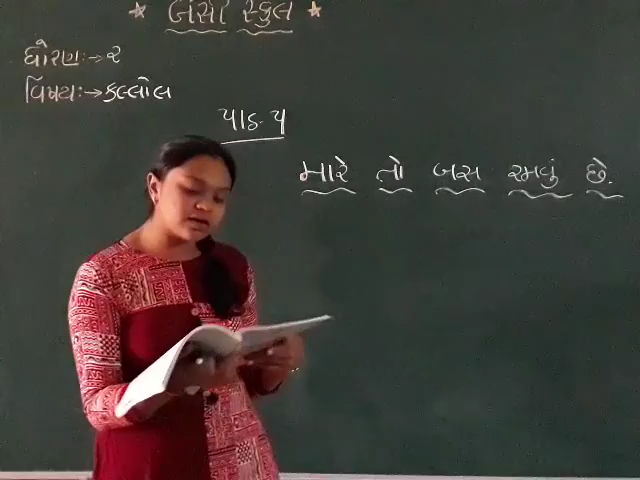 ★ બંસી સ્કુલ ★
ધોરણ:→૨
વિષય:→કલ્લોલ
પાઠ-૫
મારે તો બસ રમવું છે.